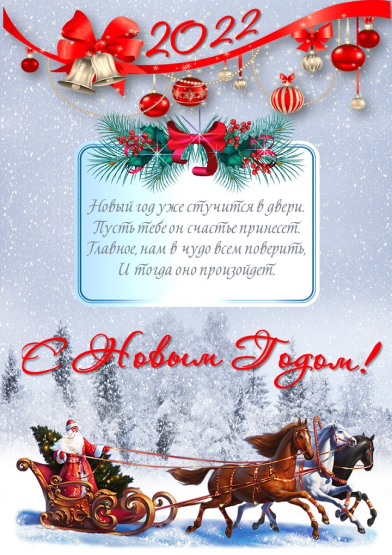 2022
Новый год уже стучится в двери.
Пусть тебе он счастье принесет.
Главное, нам в чудо всем поверить,
И тогда оно произойдет.
С Новым Годом!